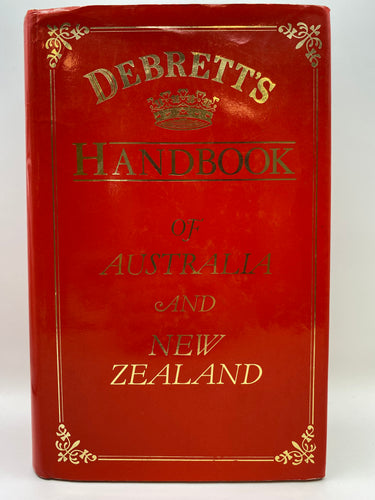 DEBRETT'S
HANDBOOK
OF
AUSTRALIA
AND
NEW
ZEALAND